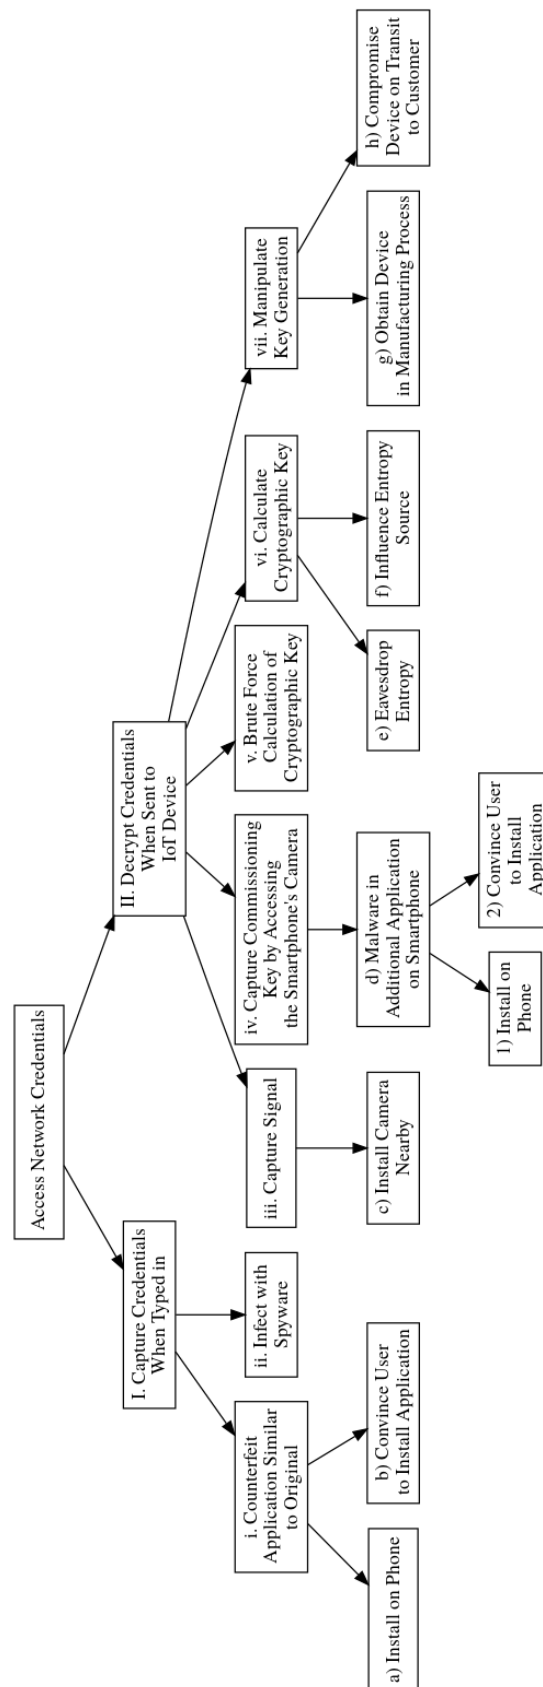 Access Network Credentials
I. Capture Credentials
When Typed in
II. Decrypt Credentials
When Sent to
IoT Device
i. Counterfeit
Application Similar
to Original
ii. Infect with
Spyware
iii. Capture Signal
iv. Capture Commissioning
Key by Accessing
the Smartphone's Camera
v. Brute Force
Calculation of
Cryptographic Key
vi. Calculate
Cryptographic Key
vii. Manipulate
Key Generation
a) Install on Phone
b) Convince User
to Install Application
c) Install Camera
Nearby
d) Malware in
Additional Application
on Smartphone
e) Eavesdrop
Entropy
f) Influence Entropy
Source
g) Obtain Device
in Manufacturing Process
h) Compromise
Device on Transit
to Customer
1) Install on
Phone
2) Convince User
to Install
Application